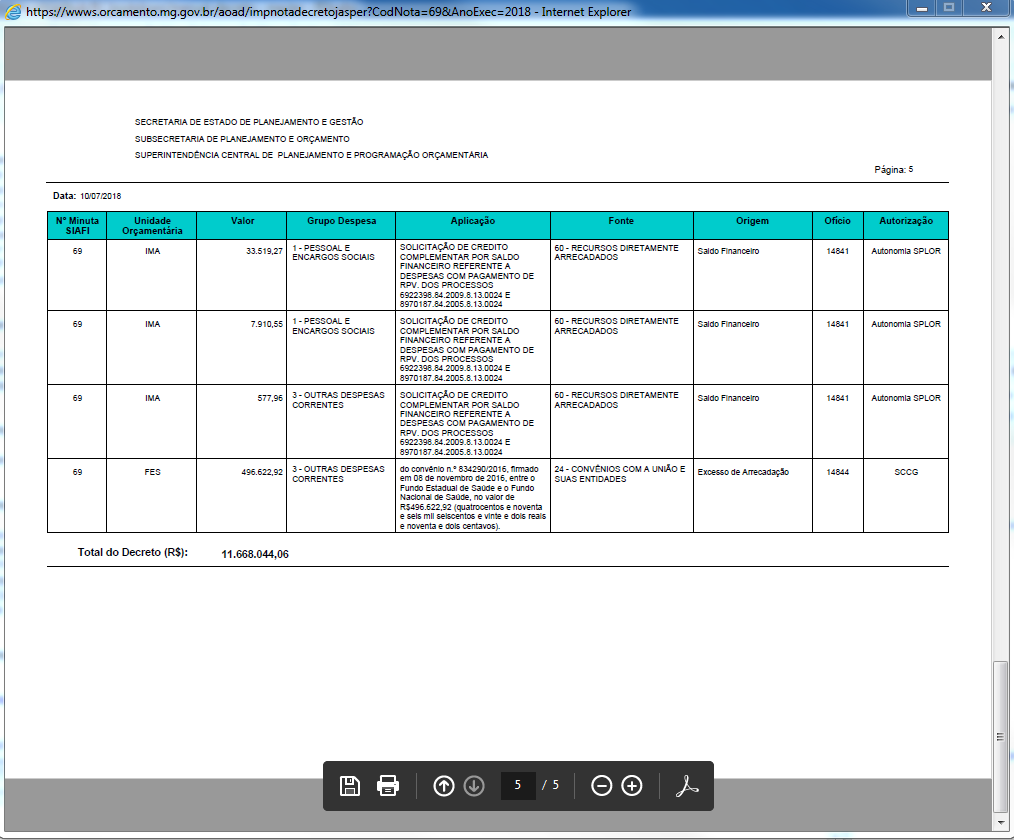 https://wwws.orcamento.mg.gov.br/aoad/impnotadecretojasper?CodNota=69&AnoExec=2018 - Internet Explorer
SECRETARIA DE ESTADO DE PLANEJAMENTO E GESTÃO
SUBSECRETARIA DE PLANEJAMENTO E ORÇAMENTO
SUPERINTENDÊNCIA CENTRAL DE PLANEJAMENTO E PROGRAMAÇÃO ORÇAMENTÁRIA
Página: 5
Data: 10/07/2018
Nº Minuta SIAFI Unidade Orçamentária Valor Grupo Despesa Aplicação Fonte Origem Ofício Autorização
69 IMA 33.519,27 1 - PESSOAL E ENCARGOS SOCIAIS
SOLICITAÇÃO DE CREDITO
COMPLEMENTAR POR SALDO
FINANCEIRO REFERENTE A
DESPESAS COM PAGAMENTO DE
RPV. DOS PROCESSOS
6922398.84.2009.8.13.0024 E
8970187.84.2005.8.13.0024
60 - RECURSOS DIRETAMENTE ARRECADADOS Saldo Financeiro 14841 Autonomia SPLOR
69 IMA 7.910,55 1 - PESSOAL E ENCARGOS SOCIAIS
SOLICITAÇÃO DE CREDITO
COMPLEMENTAR POR SALDO
FINANCEIRO REFERENTE A
DESPESAS COM PAGAMENTO DE
RPV. DOS PROCESSOS
6922398.84.2009.8.13.0024 E
8970187.84.2005.8.13.0024
60 - RECURSOS DIRETAMENTE ARRECADADOS Saldo Financeiro 14841 Autonomia SPLOR
69 IMA 577,96 3 - OUTRAS DESPESAS CORRENTES
SOLICITAÇÃO DE CREDITO
COMPLEMENTAR POR SALDO
FINANCEIRO REFERENTE A
DESPESAS COM PAGAMENTO DE
RPV. DOS PROCESSOS
6922398.84.2009.8.13.0024 E
8970187.84.2005.8.13.0024
60 - RECURSOS DIRETAMENTE ARRECADADOS Saldo Financeiro 14841 Autonomia SPLOR
69 FES 496.622,92 3 - OUTRAS DESPESAS CORRENTES
do convênio n.º 834290/2016, firmado
em 08 de novembro de 2016, entre o
Fundo Estadual de Saúde e o Fundo
Nacional de Saúde, no valor de
R$496.622,92 (quatrocentos e noventa
e seis mil seiscentos e vinte e dois reais
e noventa e dois centavos).
24 - CONVÊNIOS COM A UNIÃO E SUAS ENTIDADES Excesso de Arrecadação 14844 SCCG
Total do Decreto (R$): 11.668.044,06
5 / 5